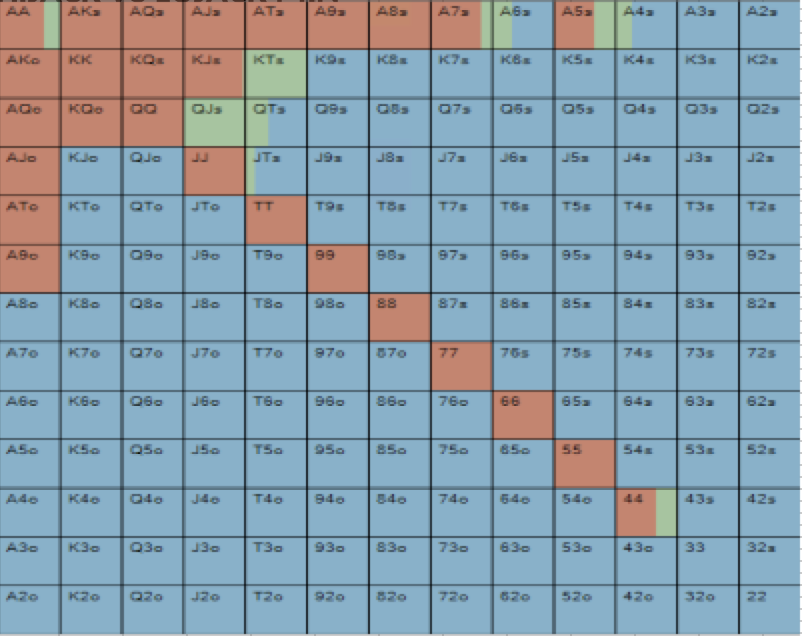 AA AKs AQs AJs ATs A9s A8s A7s A6s A5s A4s A3s A2s
AKo KK KQs KJs KTs K9s K8s K7s K6s K5s K4s K3s K2s
AQo KQo QQ QJs QTs Q9s Q8s Q7s Q6s Q5s Q4s Q3s Q2s
AJo KJo QJo JJ JTs J9s J8s J7s J6s J5s J4s J3s J2s
ATo KTo QTo JTo TT T9s T8s T7s T6s T5s T4s T3s T2s
A9o K9o Q9o J9o T9o 99 98s 97s 96s 95s 94s 93s 92s
A8o K8o Q8o J8o T8o 98o 88 87s 86s 85s 84s 83s 82s
A7o K7o Q7o J7o T7o 97o 87o 77 76s 75s 74s 73s 72s
A6o K6o Q6o J6o T6o 96o 86o 76o 66 65s 64s 63s 62s
A5o K5o Q5o J5o T5o 95o 85o 75o 65o 55 54s 53s 52s
A4o K4o Q4o J4o T4o 94o 84o 74o 64o 54o 44 43s 42s
A3o K3o Q3o J3o T3o 93o 83o 73o 63o 53o 43o 33 32s
A2o K2o Q2o J2o T2o 92o 82o 72o 62o 52o 42o 32o 22